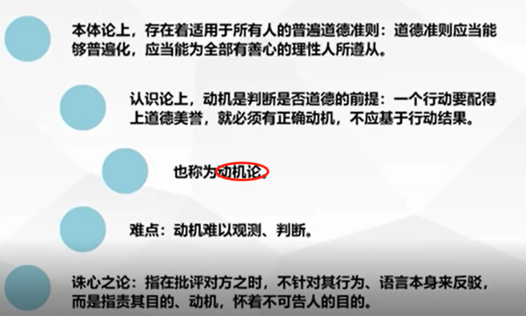 本体论上，存在着适用于所有人的普遍道德准则：道德准则应当能
够普遍化，应当能为全部有善心的理性人所遵从。
认识论上，动机是判断是否道德的前提：一个行动要配得
上道德美誉，就必须有正确动机，不应基于行动结果。
也称为动机论。
难点：动机难以观测、判断。
诛心之论：指在批评对方之时，不针对其行为、语言本身来反驳，
而是指责其目的、动机，怀着不可告人的目的。